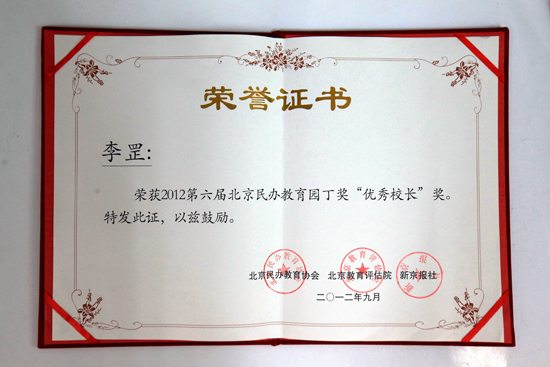 荣誉证书
李罡:
荣获2012第六届北京民办教育园丁奖“优秀校长”奖。
特发此证，以兹鼓励。
北京民办教育协会 北京教育评估院 新京报社
二〇一二年九月